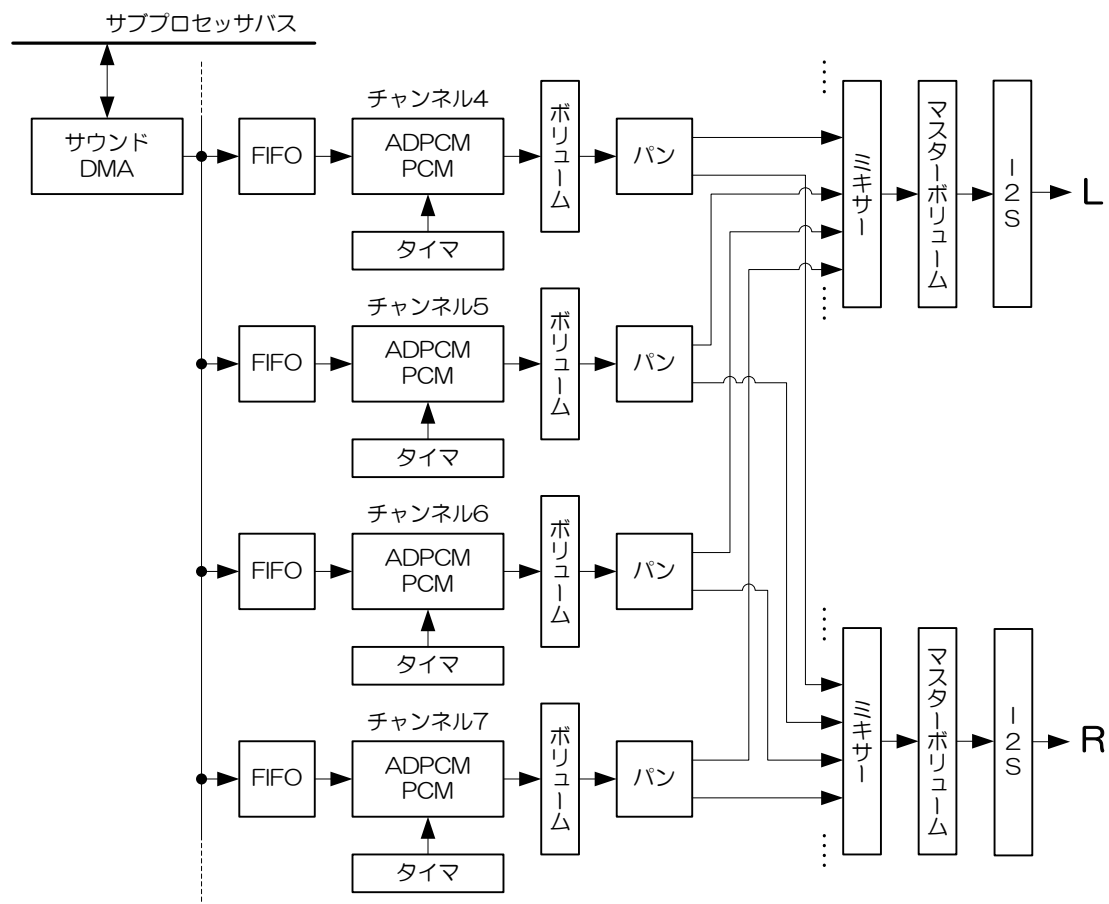 サブプロセッサバス
サウンド
DMA
FIFO
チャンネル4
ADPCM
PCM
タイマ
ボリューム
パン
ミキサー
マスターボリューム
I2S
L
FIFO
チャンネル5
ADPCM
PCM
タイマ
ボリューム
パン
FIFO
チャンネル6
ADPCM
PCM
タイマ
ボリューム
パン
FIFO
チャンネル7
ADPCM
PCM
タイマ
ボリューム
パン
ミキサー
マスターボリューム
I2S
R